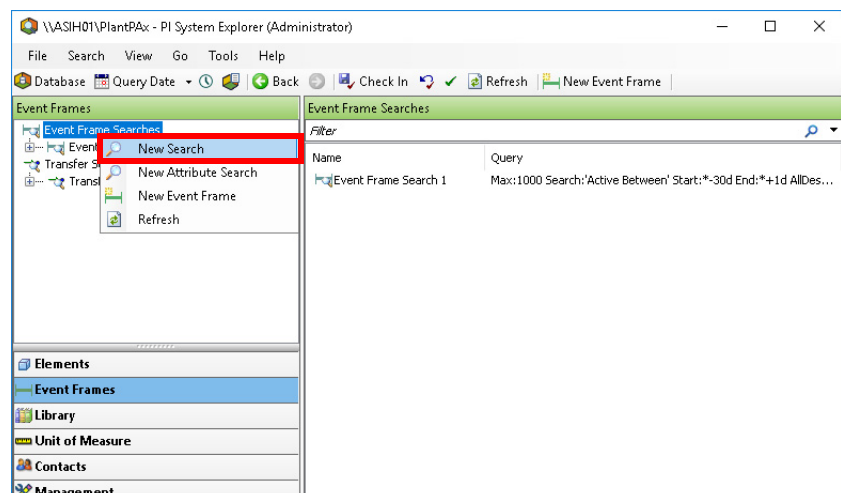 \\ASIH01\PlantPAx - PI System Explorer (Administrator)
File Search View Go Tools Help
Database Query Date Back Check In Refresh New Event Frame
Event Frames
Event Frame Searches
Event
Transfer S
Trans
New Search
New Attribute Search
New Event Frame
Refresh
Elements
Event Frames
Library
Unit of Measure
Contacts
Management
Event Frame Searches
Filter
Name Query
Event Frame Search 1 Max:1000 Search:'Active Between' Start:*-30d End:*+1d AllDes...